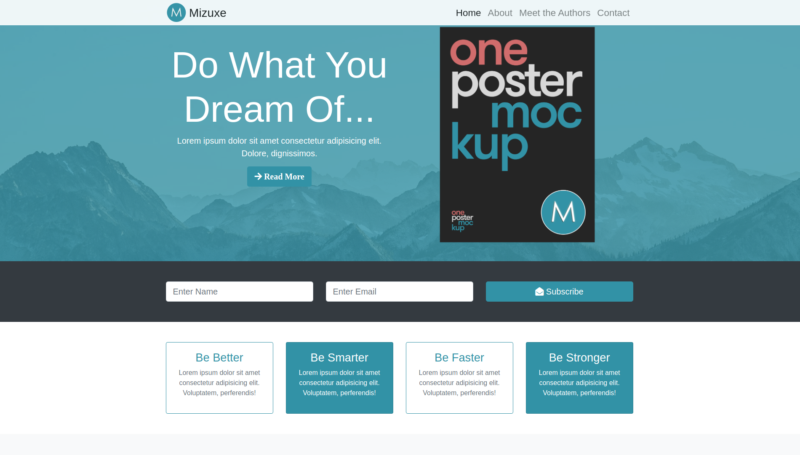 M Mizuxe
Home About Meet the Authors Contact
Do What You
Dream Of...
Lorem ipsum dolor sit amet consectetur adipisicing elit.
Dolore, dignissimos.
Read More
one
poster
moc
kup
one
poster
moc
kup
M
Enter Name
Enter Email
Subscribe
Be Better
Lorem ipsum dolor sit amet
consectetur adipisicing elit.
Voluptatem, perferendis!
Be Smarter
Lorem ipsum dolor sit amet
consectetur adipisicing elit.
Voluptatem, perferendis!
Be Faster
Lorem ipsum dolor sit amet
consectetur adipisicing elit.
Voluptatem, perferendis!
Be Stronger
Lorem ipsum dolor sit amet
consectetur adipisicing elit.
Voluptatem, perferendis!